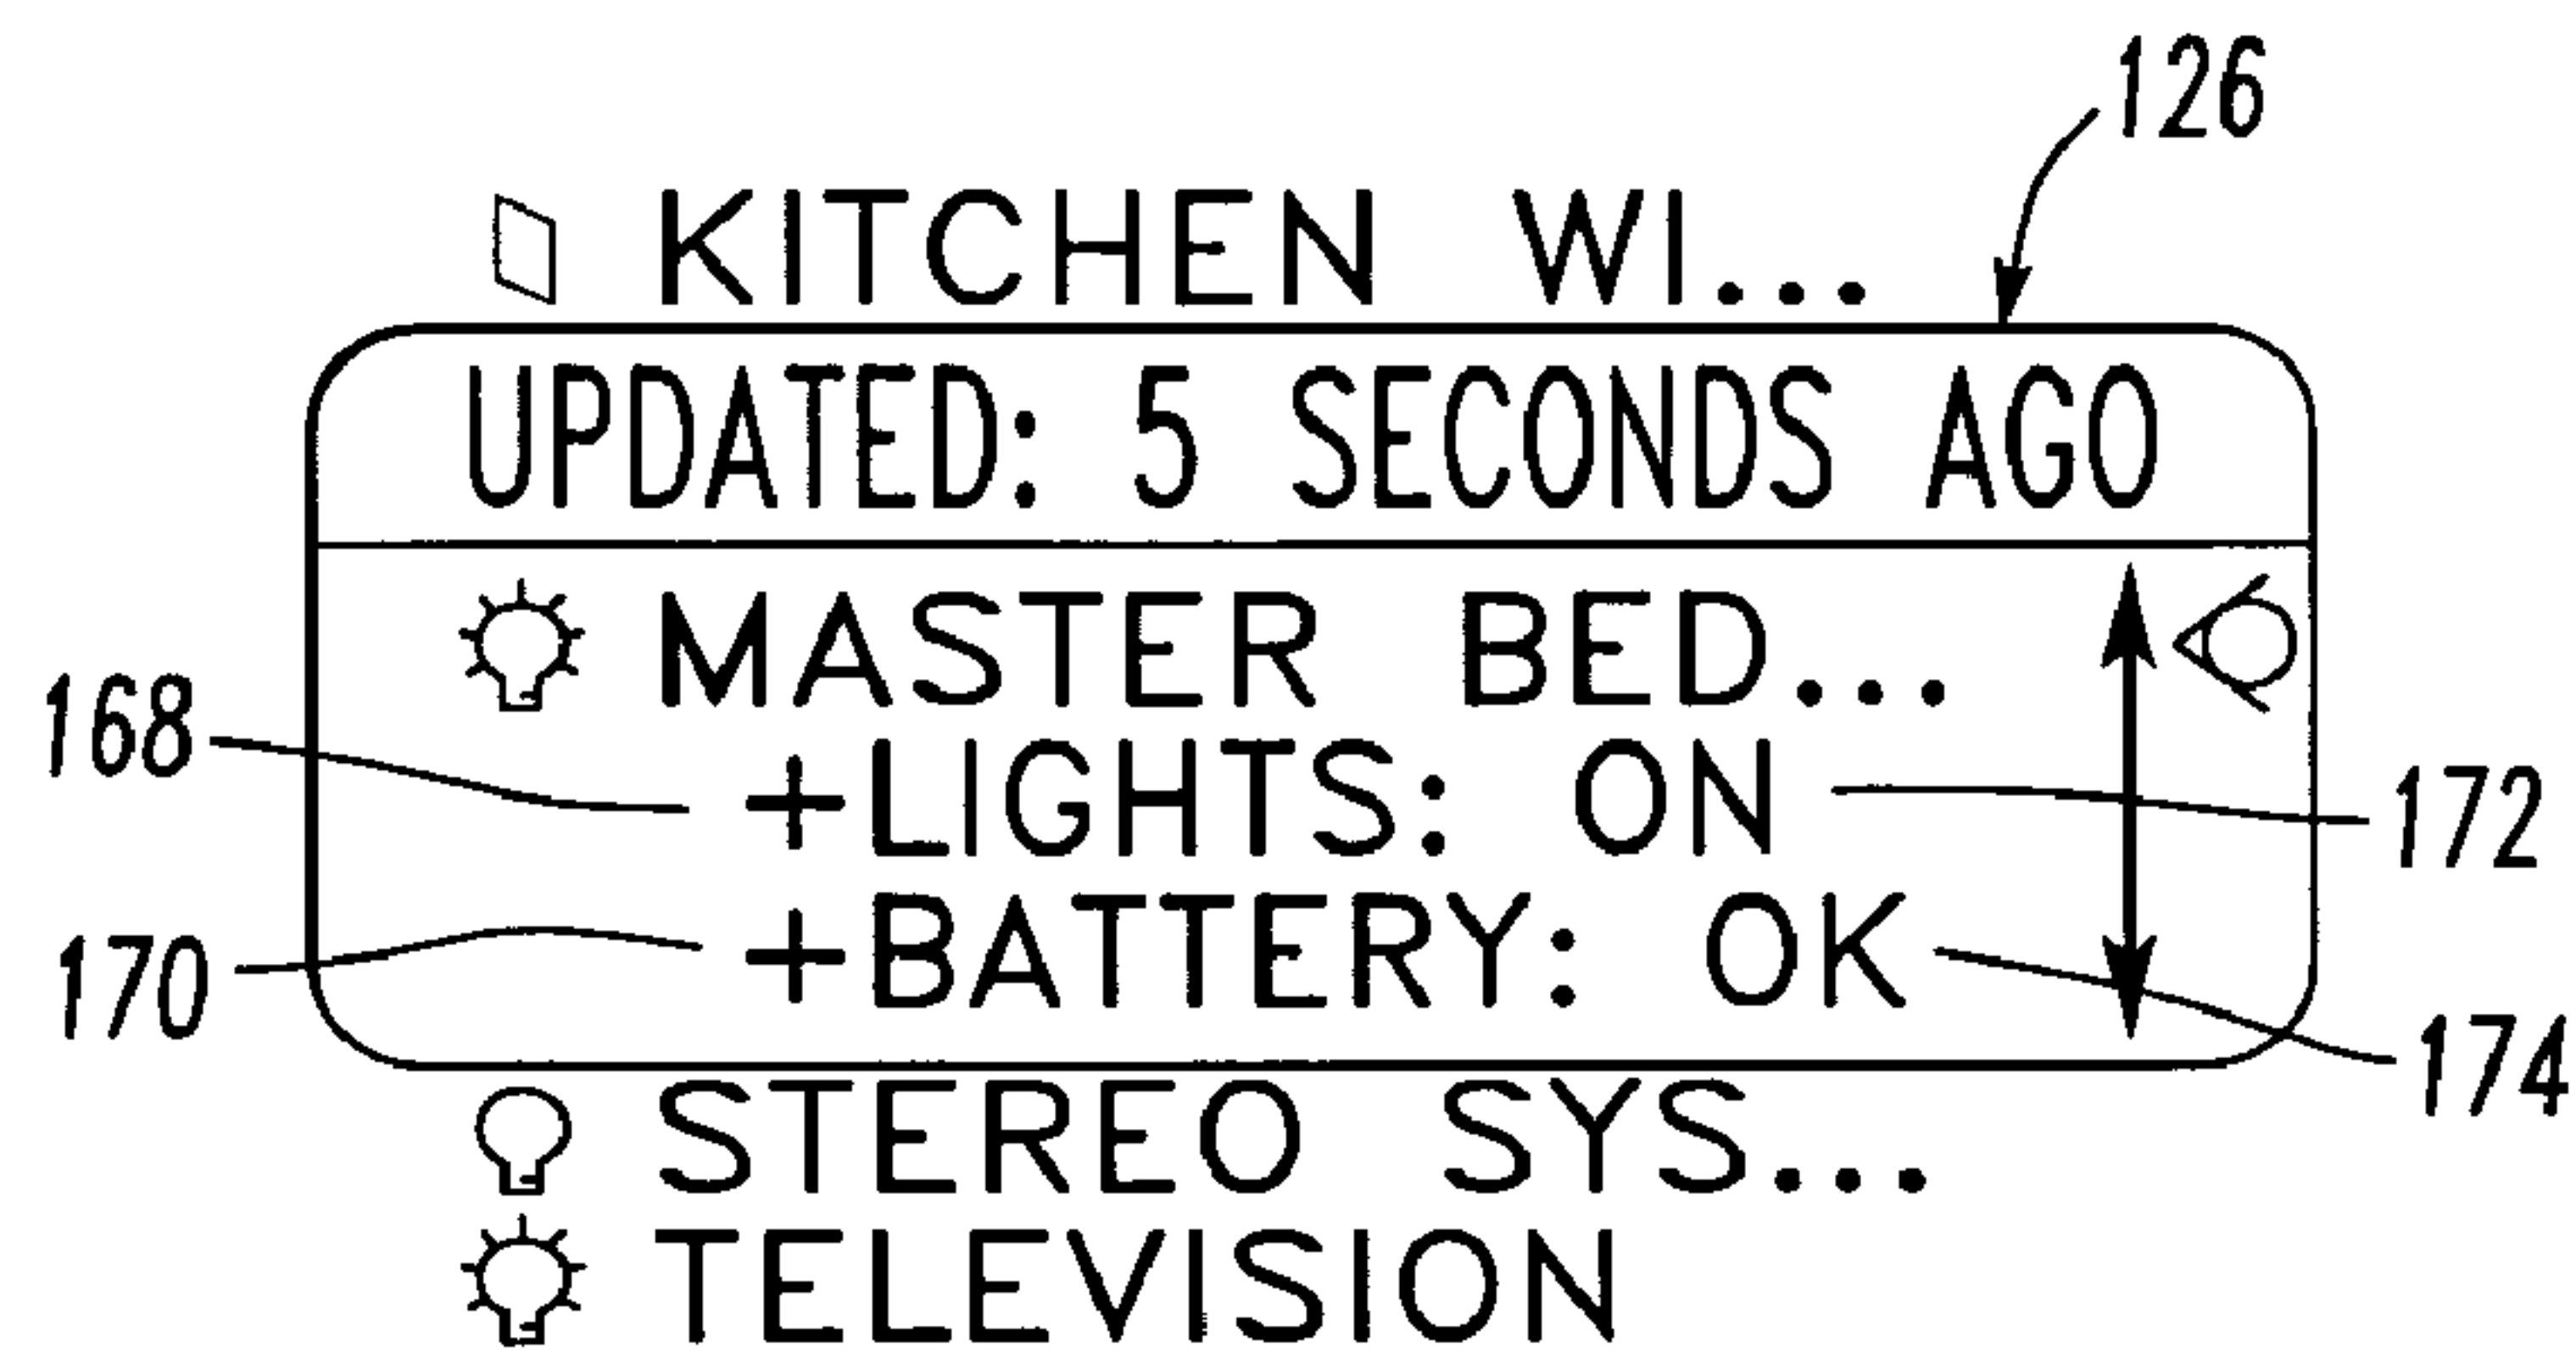 126
KITCHEN WI...
UPDATED: 5 SECONDS AGO
MASTER BED...
168
+LIGHTS: ON
172
170
+BATTERY: OK
174
STEREO SYS...
TELEVISION